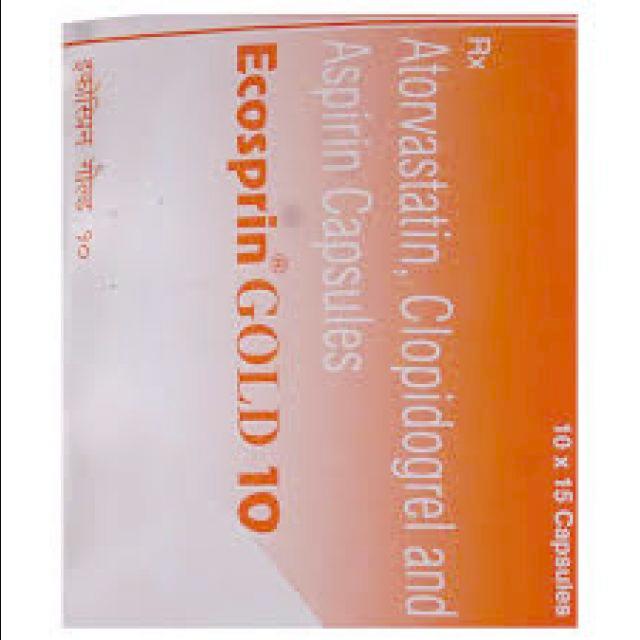 10 x 15 Capsules
Rx
Atorvastatin, Clopidogrel and
Aspirin Capsules
Ecosprin® GOLD 10
इकोस्प्रिन गोल्ड १०